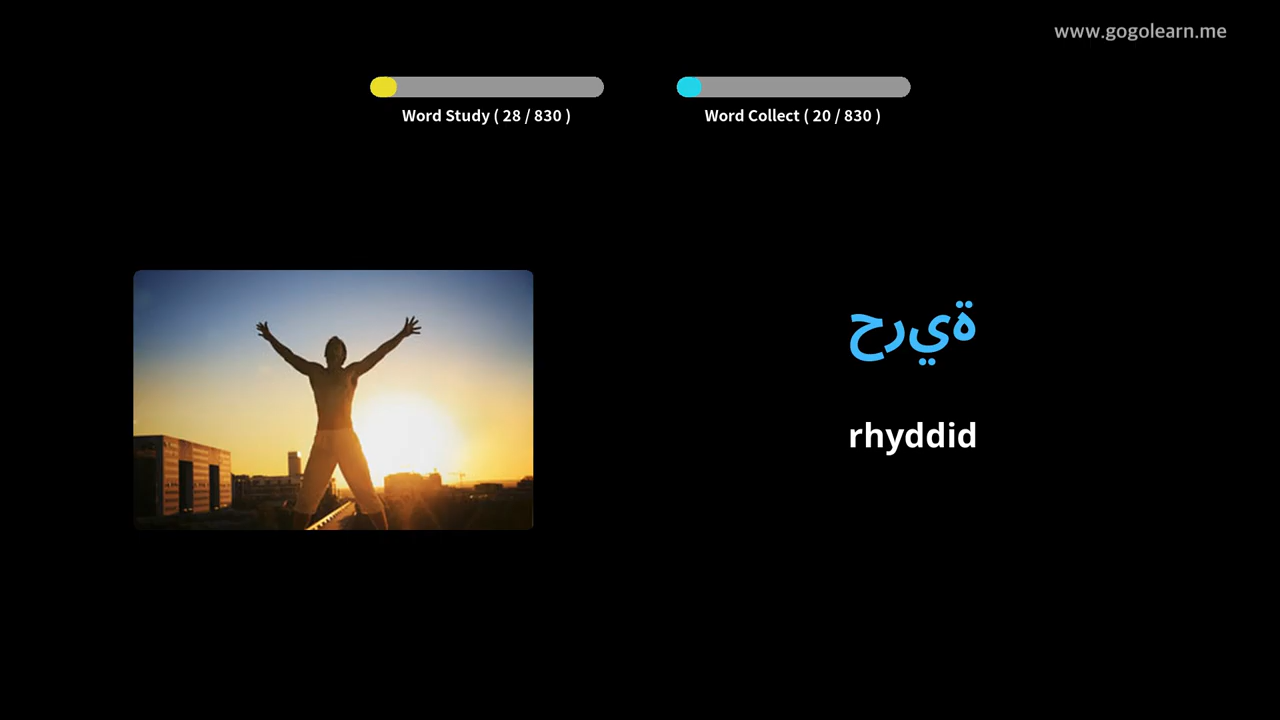 www.gogolearn.me
Word Study ( 28 / 830 )
Word Collect ( 20 / 830 )
حرية
rhyddid